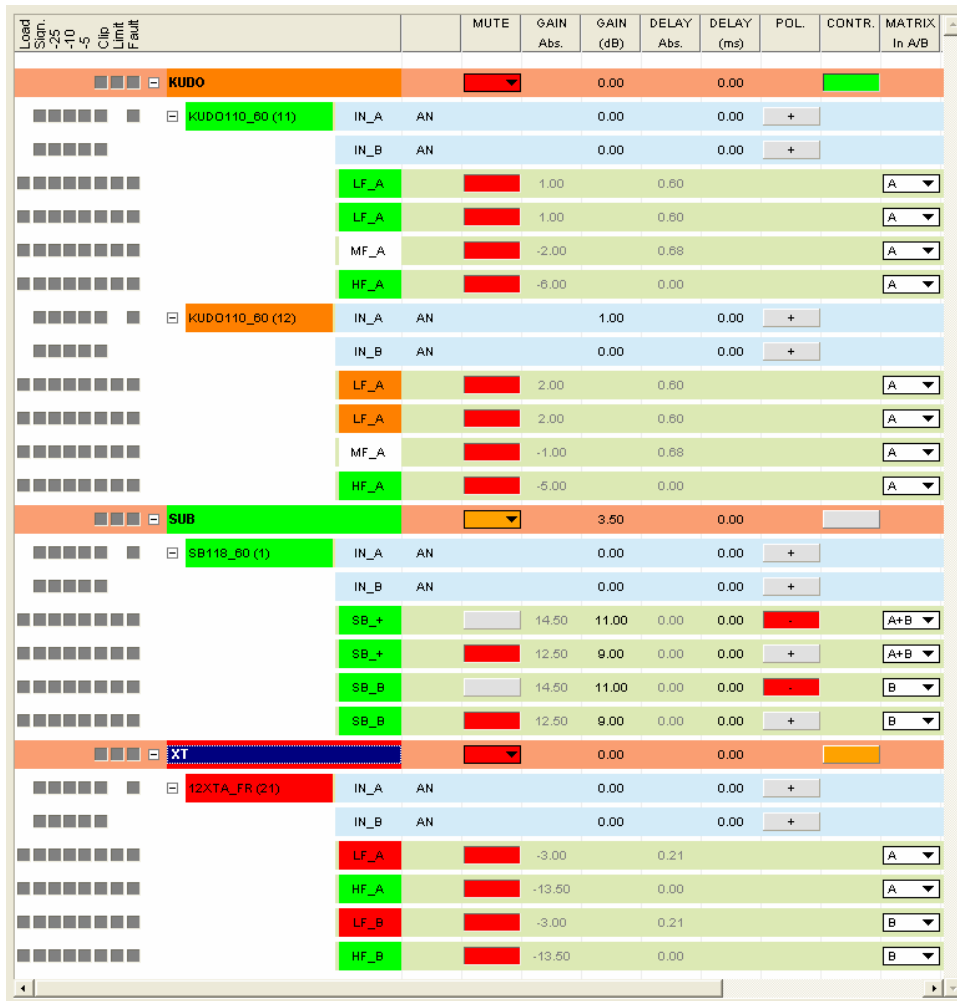 Load Sign. -25 -10 -5 Clip Limit Fault MUTE GAIN GAIN DELAY DELAY POL. CONTR. MATRIX
Abs. (dB) Abs. (ms) In A/B
KUDO 0.00 0.00
KUDO110_60 (11) IN_A AN 0.00 0.00 +
IN_B AN 0.00 0.00 +
LF_A 1.00 0.60 A
LF_A 1.00 0.60 A
MF_A -2.00 0.68 A
HF_A -6.00 0.00 A
KUDO110_60 (12) IN_A AN 1.00 0.00 +
IN_B AN 0.00 0.00 +
LF_A 2.00 0.60 A
LF_A 2.00 0.60 A
MF_A -1.00 0.68 A
HF_A -5.00 0.00 A
SUB 3.50 0.00
SB118_60 (1) IN_A AN 0.00 0.00 +
IN_B AN 0.00 0.00 +
SB_+ 14.50 11.00 0.00 0.00 - A+B
SB_+ 12.50 9.00 0.00 0.00 + A+B
SB_B 14.50 11.00 0.00 0.00 - B
SB_B 12.50 9.00 0.00 0.00 + B
XT 0.00 0.00
12XTA_FR (21) IN_A AN 0.00 0.00 +
IN_B AN 0.00 0.00 +
LF_A -3.00 0.21 A
HF_A -13.50 0.00 A
LF_B -3.00 0.21 B
HF_B -13.50 0.00 B